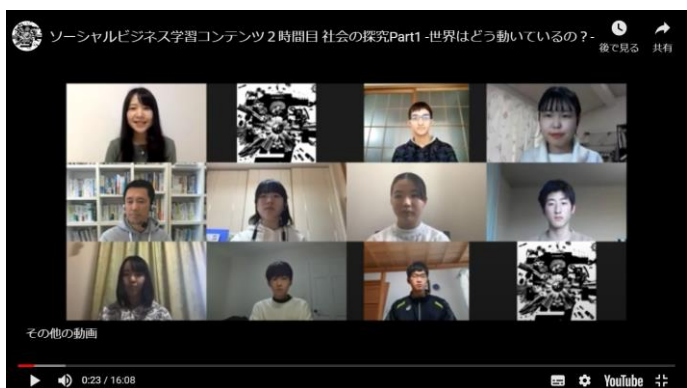 ソーシャルビジネス学習コンテンツ２時間目 社会の探究Part1 -世界はどう動いているの？-
後で見る
共有
その他の動画
0:23 / 16:08
YouTube